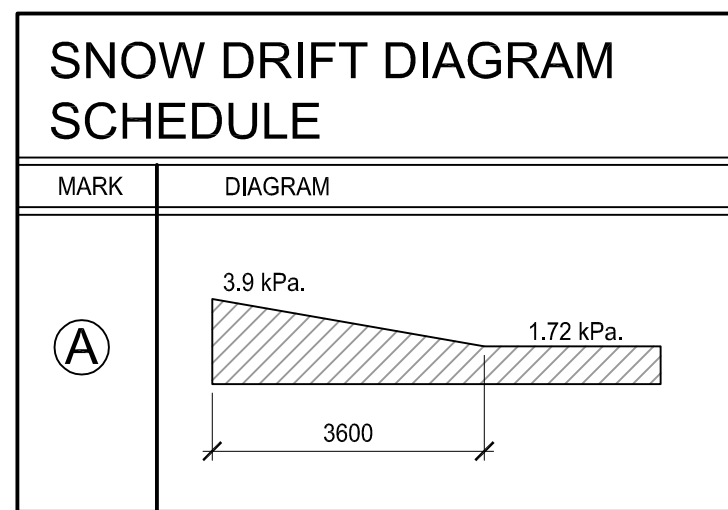 SNOW DRIFT DIAGRAM
SCHEDULE
MARK DIAGRAM
3.9 kPa.
1.72 kPa.
A
3600